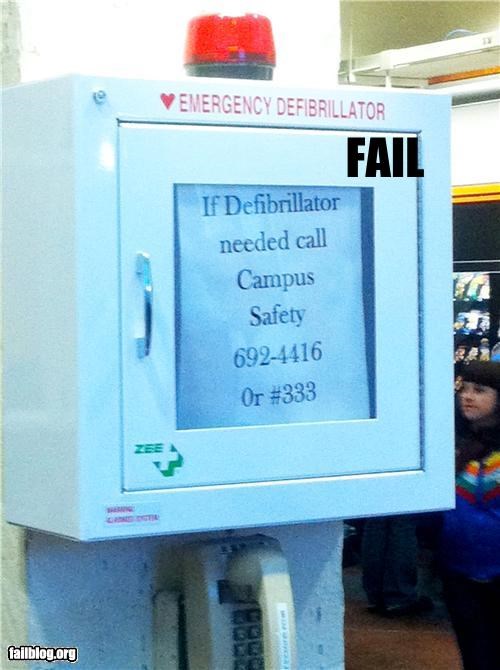 ♥ EMERGENCY DEFIBRILLATOR
FAIL
If Defibrillator
needed call
Campus
Safety
692-4416
Or #333
ZEE
failblog.org